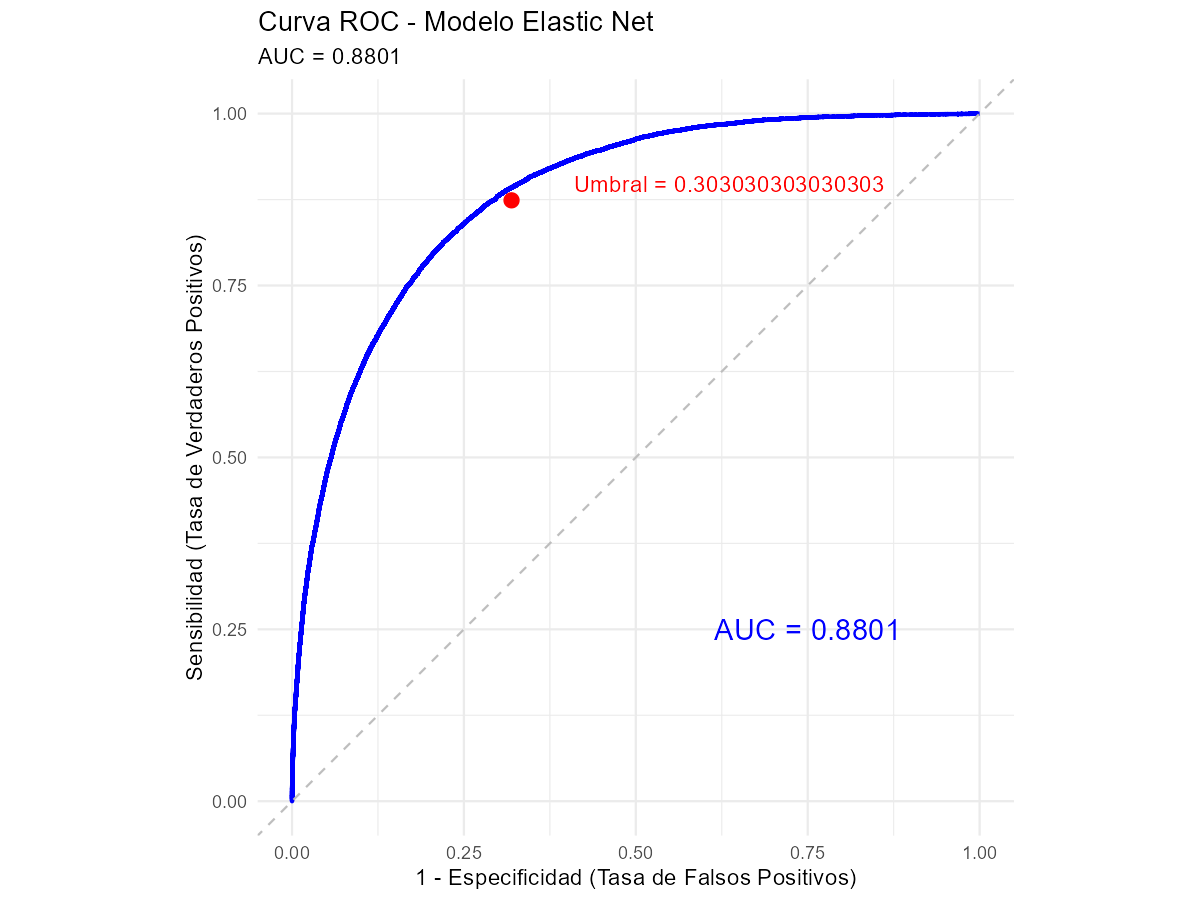 Curva ROC - Modelo Elastic Net
AUC = 0.8801
1.00
0.75
0.50
0.25
0.00
Sensibilidad (Tasa de Verdaderos Positivos)
Umbral = 0.303030303030303
AUC = 0.8801
0.00
0.25
0.50
0.75
1.00
1 - Especificidad (Tasa de Falsos Positivos)